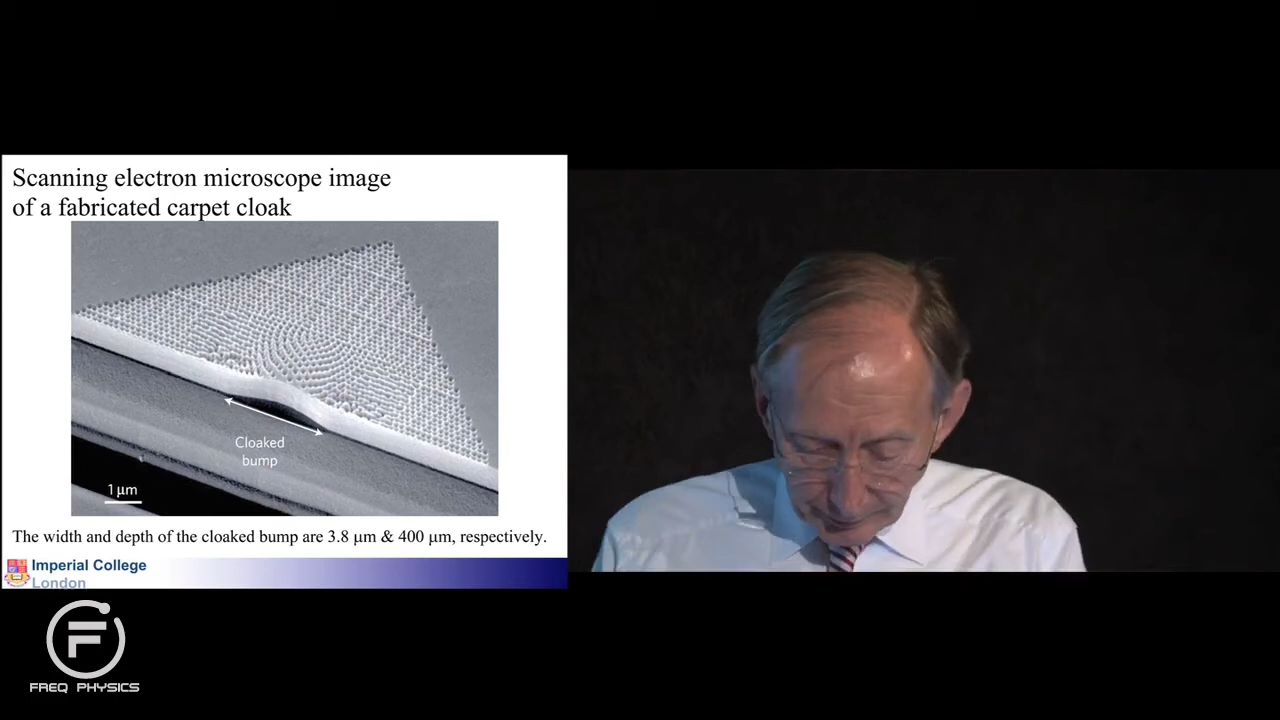 Scanning electron microscope image
of a fabricated carpet cloak
Cloaked
bump
1 µm
The width and depth of the cloaked bump are 3.8 µm & 400 µm, respectively.
Imperial College
London
F
FREQ PHYSICS